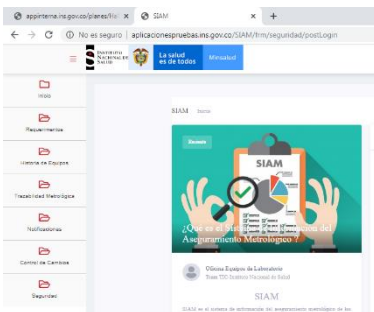 appinterna.ins.gov.co/planes/Ho
SIAM
No es seguro | aplicacionespruebas.ins.gov.co/SIAM/frm/seguridad/postLogin
INSTITUTO
NACIONAL DE
SALUD
La salud
es de todos
Minsalud
Inicio
Requerimientos
Historia de Equipos
Trazabilidad Metrológica
Notificaciones
Control de Cambios
Seguridad
SIAM Inicio
SIAM
¿Qué es el Sistema de Información del
Aseguramiento Metrológico ?
Oficina Equipos de Laboratorio
Team TIC Instituto Nacional de Salud
SIAM
SIAM es el sistema de información del aseguramiento metrológico de los